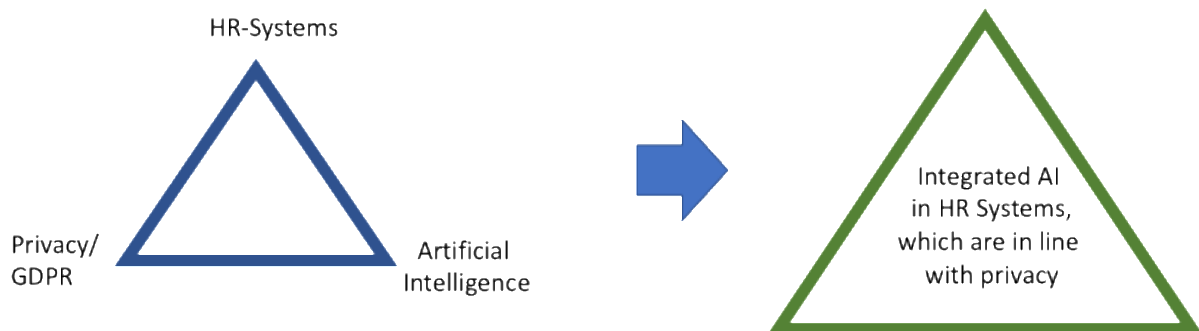 HR-Systems
Privacy/
GDPR
Artificial
Intelligence
Integrated AI
in HR Systems,
which are in line
with privacy